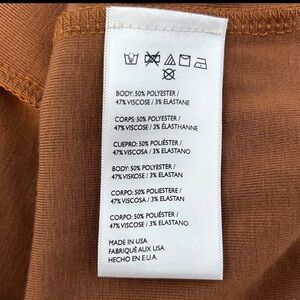 BODY: 50% POLYESTER /
47% VISCOSE / 3% ELASTANE
CORPS: 50% POLYESTER /
47% VISCOSE / 3% ÉLASTHANNE
CUERPO: 50% POLIÉSTER /
47% VISCOSA / 3% ELASTANO
BODY: 50% POLYESTER /
47% VISKOSE / 3% ELASTAN
CORPO: 50% POLIESTERE /
47% VISCOSA / 3% ELASTAN
CORPO: 50% POLIÉSTER /
47% VISCOSE / 3% ELASTANO
MADE IN USA
FABRIQUÉ AUX USA
HECHO EN E.U.A.